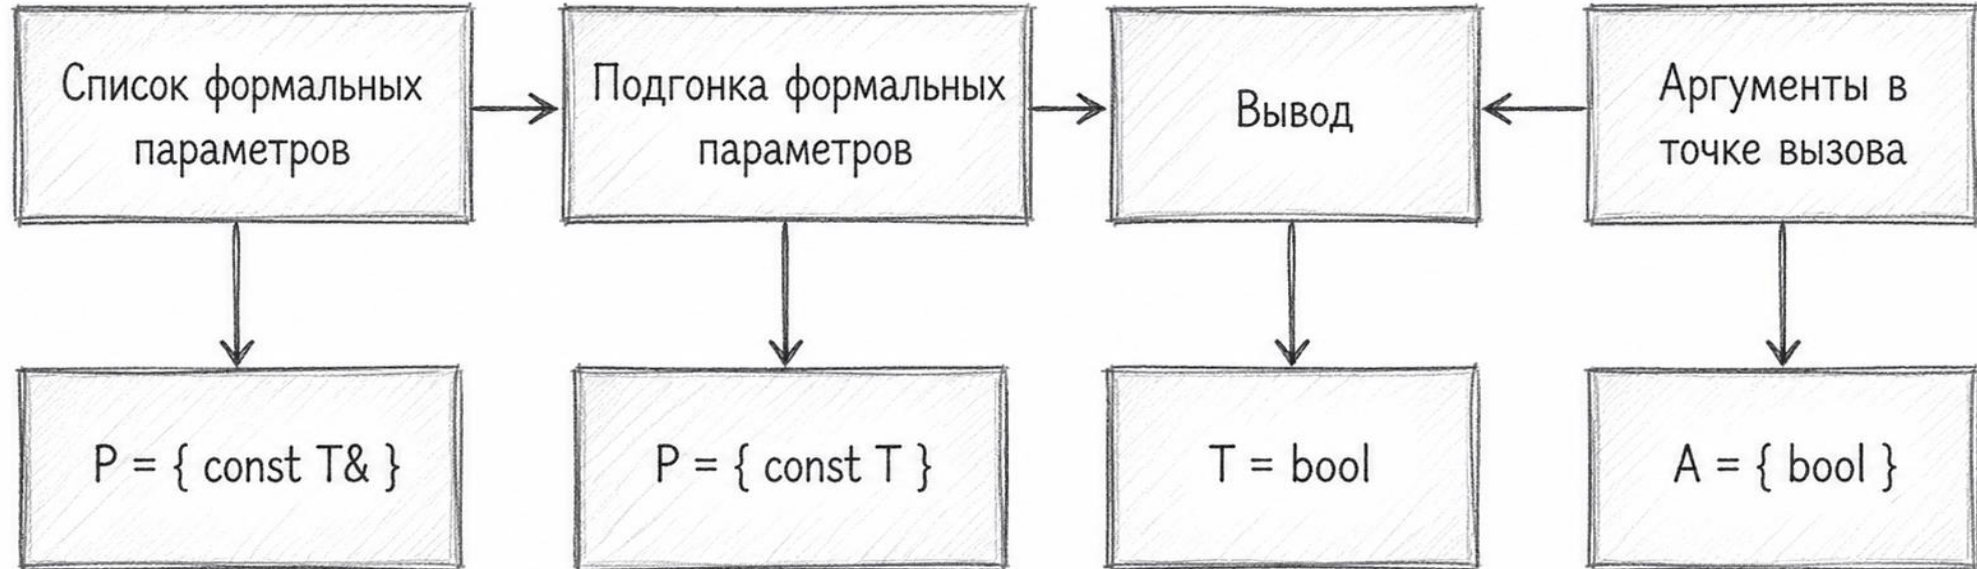 Список формальных
параметров
Подгонка формальных
параметров
Вывод
Аргументы в
точке вызова
P = { const T& }
P = { const T }
T = bool
A = { bool }